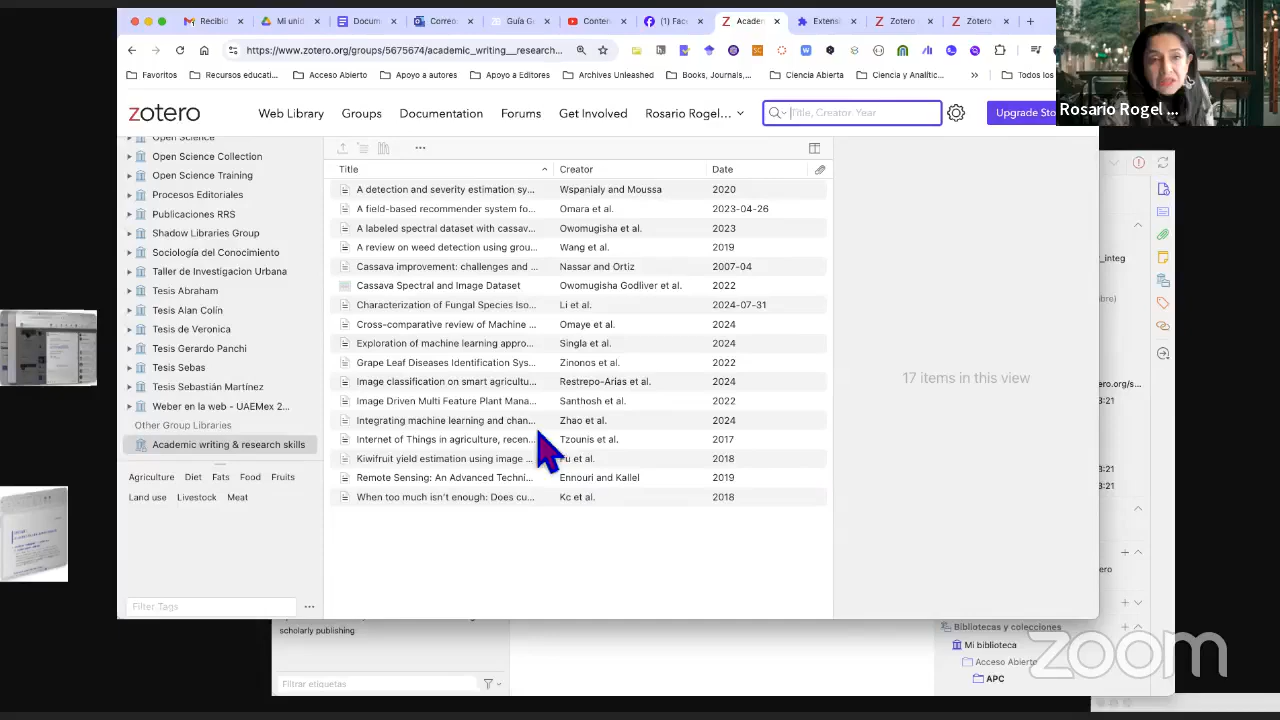 Recibid
Mi unid
Docum
Correo:
Guía Ge
Conten
(1) Fac
Academ
Extensi
Zotero
Zotero
https://www.zotero.org/groups/5675674/academic_writing__research...
Favoritos
Recursos educati...
Acceso Abierto
Apoyo a autores
Apoyo a Editores
Archives Unleashed
Books, Journals,...
Ciencia Abierta
Ciencia y Analític...
»
Todos los
zotero
Web Library
Groups
Documentation
Forums
Get Involved
Rosario Rogel...
Title, Creator, Year
Upgrade Sto
Rosario Rogel ...
Open Science
Open Science Collection
Open Science Training
Procesos Editoriales
Publicaciones RRS
Shadow Libraries Group
Sociología del Conocimiento
Taller de Investigacion Urbana
Tesis Abraham
Tesis Alan Colín
Tesis de Veronica
Tesis Gerardo Panchi
Tesis Sebas
Tesis Sebastián Martínez
Weber en la web - UAEMex 2...
Other Group Libraries
Academic writing & research skills
Agriculture Diet Fats Food Fruits
Land use Livestock Meat
Filter Tags
Title Creator Date
A detection and severity estimation sy... Wspanialy and Moussa 2020
A field-based recommender system fo... Omara et al. 2023-04-26
A labeled spectral dataset with cassav... Owomugisha et al. 2023
A review on weed detection using grou... Wang et al. 2019
Cassava improvement: challenges and ... Nassar and Ortiz 2007-04
Cassava Spectral and Image Dataset Owomugisha Godliver et al. 2022
Characterization of Fungal Species Iso... Li et al. 2024-07-31
Cross-comparative review of Machine ... Omaye et al. 2024
Exploration of machine learning appro... Singla et al. 2024
Grape Leaf Diseases Identification Sys... Zinonos et al. 2022
Image classification on smart agricultu... Restrepo-Arias et al. 2024
Image Driven Multi Feature Plant Mana... Santhosh et al. 2022
Integrating machine learning and chan... Zhao et al. 2024
Internet of Things in agriculture, recen... Tzounis et al. 2017
Kiwifruit yield estimation using image ... Fu et al. 2018
Remote Sensing: An Advanced Techni... Ennouri and Kallel 2019
When too much isn't enough: Does cu... Kc et al. 2018
17 items in this view
_integ
bre)
ero.org/s...
3:21
3:21
ero
scholarly publishing
Filtrar etiquetas
Bibliotecas y colecciones
Mi biblioteca
Acceso Abierto
APC
zoom